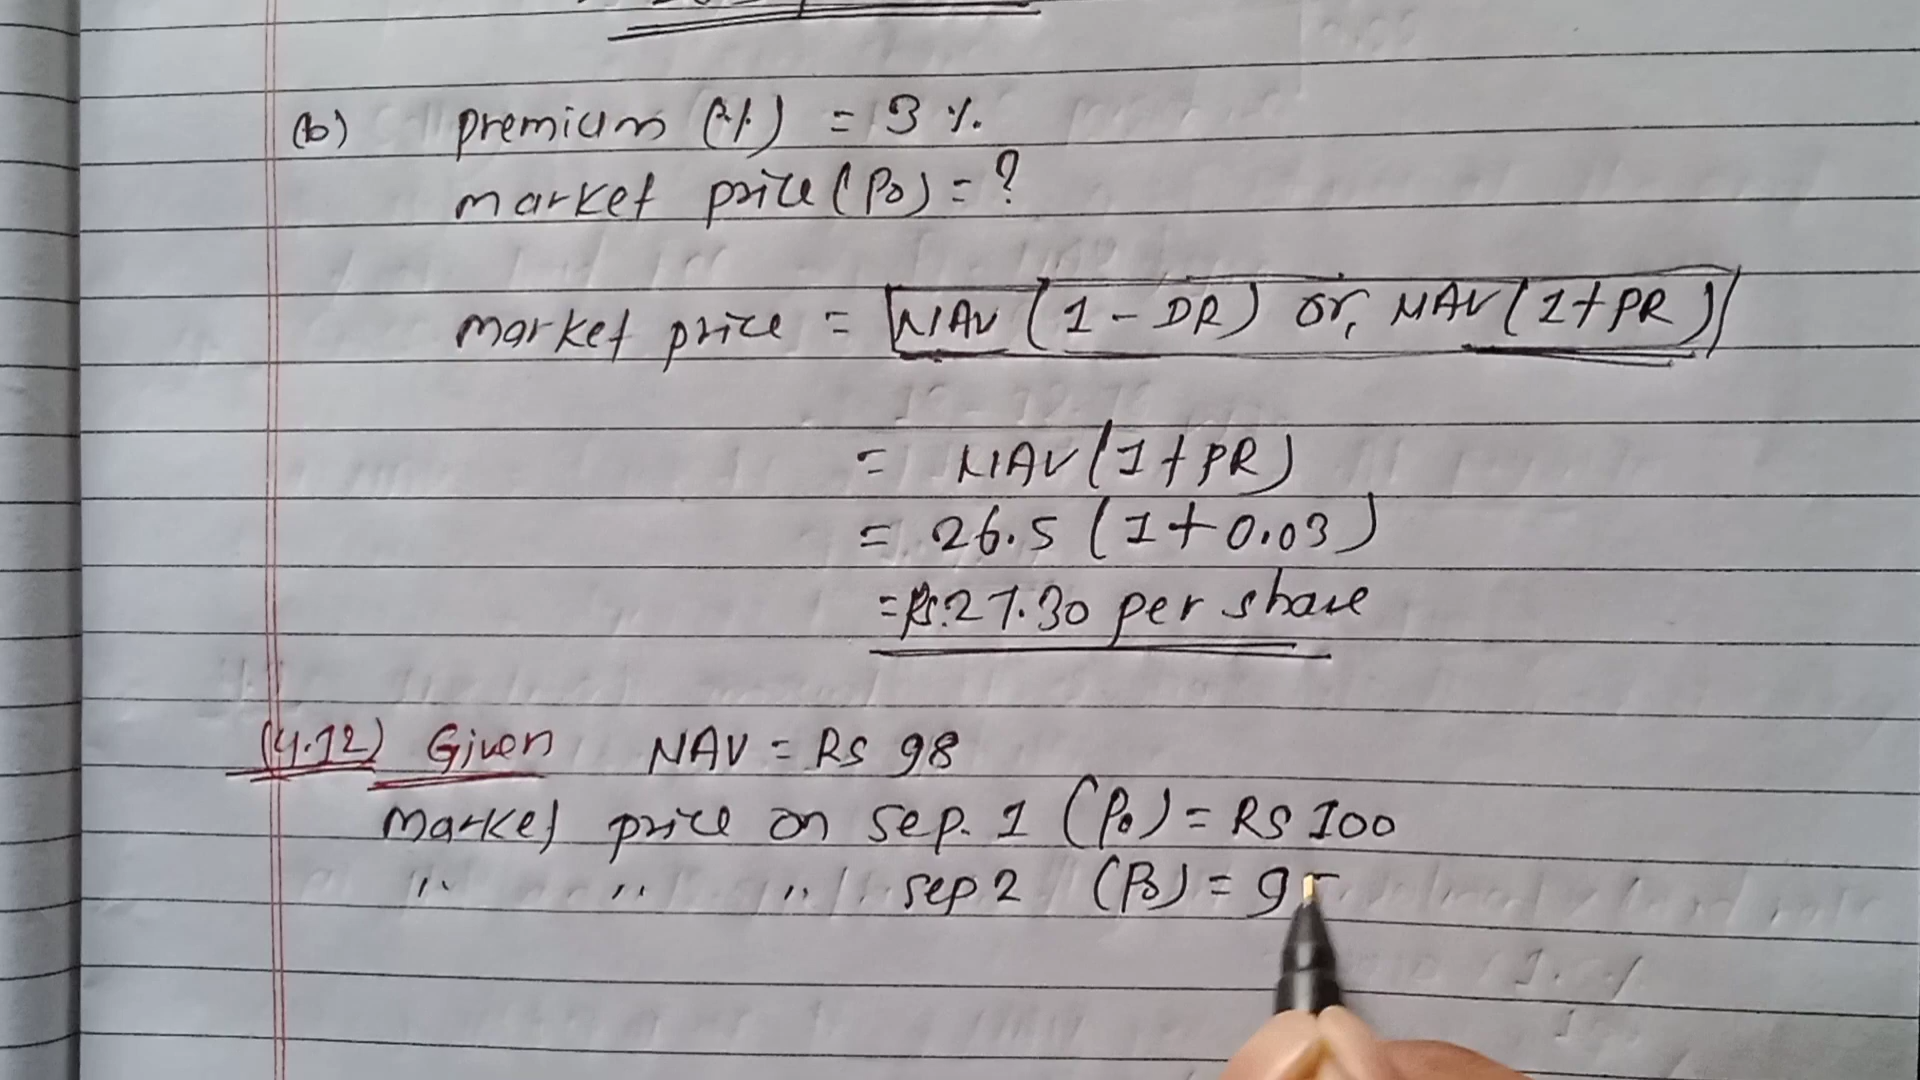 (b) premium (%) = 3 %.
market price (P0) = ?
market price = NAV (1 - DR) or, NAV (1 + PR)
= NAV (1 + PR)
= 26.5 (1 + 0.03)
= Rs. 27.30 per share
(4.12) Given NAV = RS 98
market price on sep. 1 (P0) = RS 100
" " " sep 2 (P0) = 9